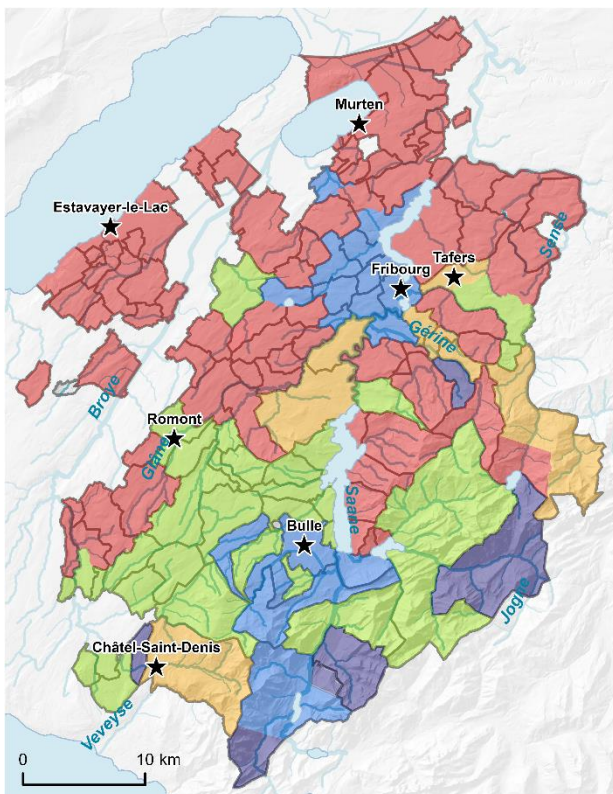 Murten
Estavayer-le-Lac
Sense
Tafers
Fribourg
Gérine
Broye
Romont
Glâne
Saane
Bulle
Jogne
Châtel-Saint-Denis
Veveyse
0 10 km